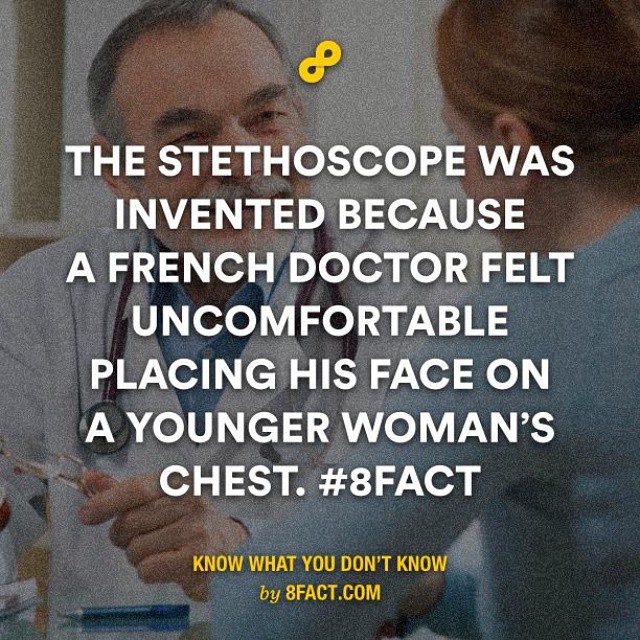 THE STETHOSCOPE WAS
INVENTED BECAUSE
A FRENCH DOCTOR FELT
UNCOMFORTABLE
PLACING HIS FACE ON
A YOUNGER WOMAN'S
CHEST. #8FACT
KNOW WHAT YOU DON'T KNOW
by 8FACT.COM